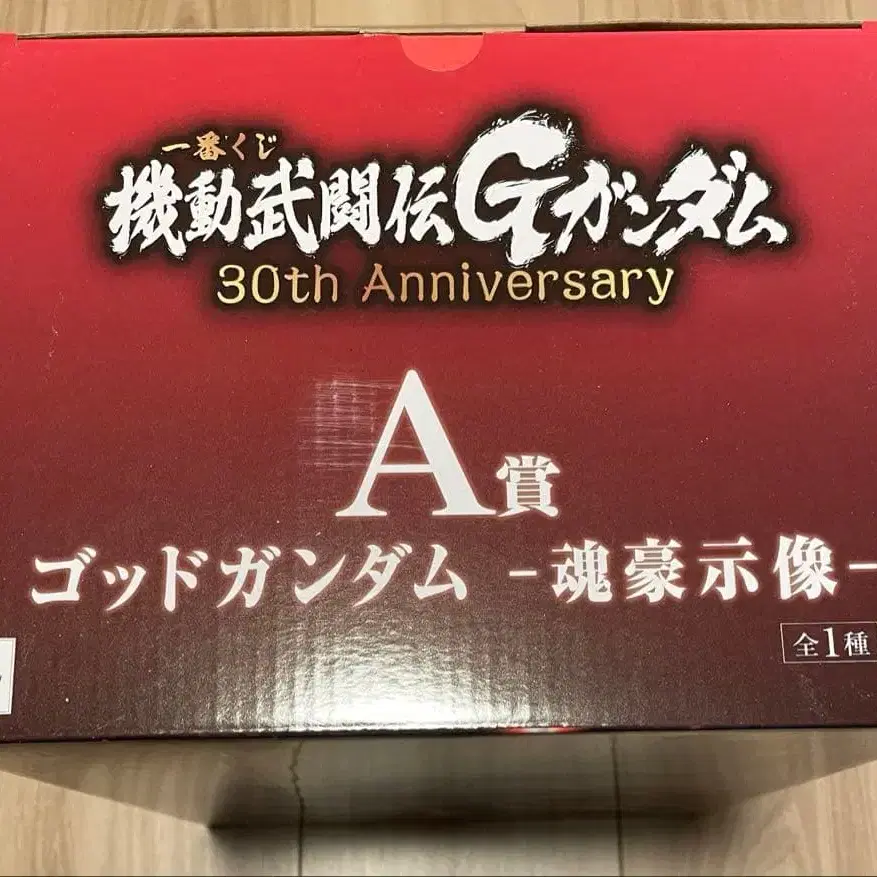 一番くじ
機動武闘伝Gガンダム
30th Anniversary
A賞
ゴッドガンダム -魂豪示像-
全1種